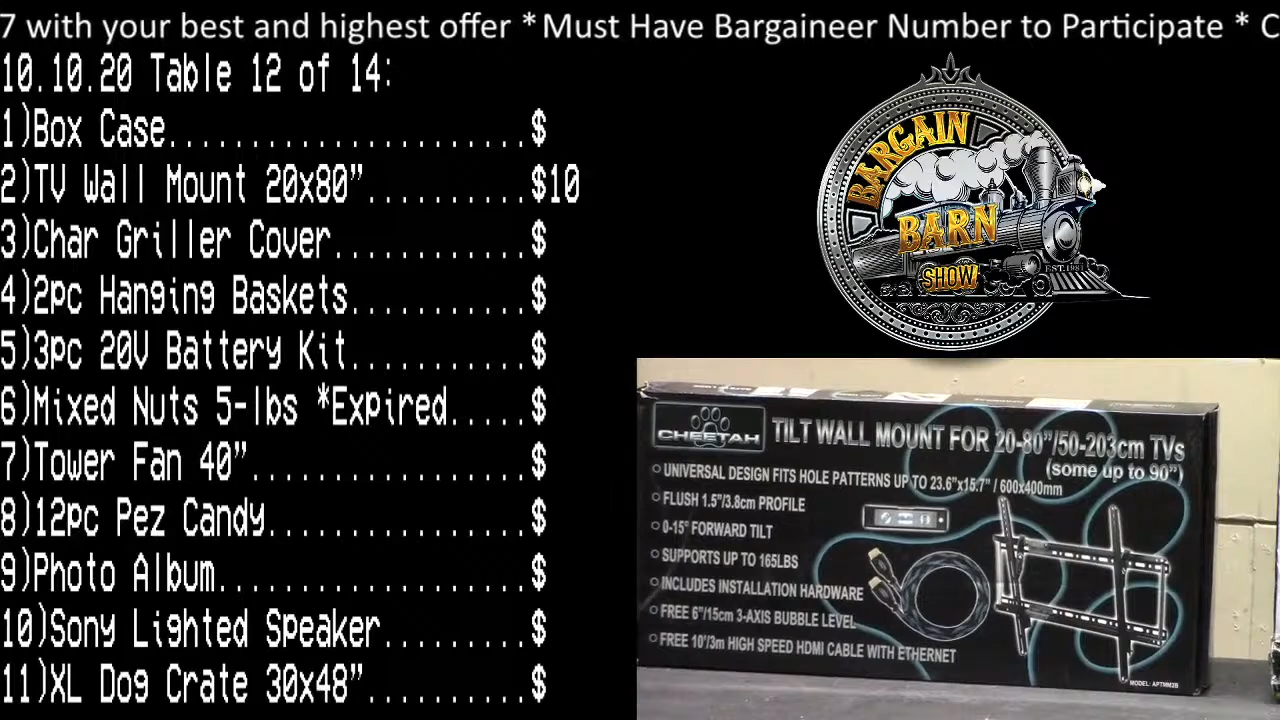 7 with your best and highest offer * Must Have Bargaineer Number to Participate * C
10.10.20 Table 12 of 14:
1)Box Case......................$
2)TV Wall Mount 20x80”..........$10
3)Char Griller Cover............$
4)2pc Hanging Baskets...........$
5)3pc 20V Battery Kit...........$
6)Mixed Nuts 5-lbs *Expired.....$
7)Tower Fan 40”.................$
8)12pc Pez Candy................$
9)Photo Album...................$
10)Sony Lighted Speaker.........$
11)XL Dog Crate 30x48”..........$
BARGAIN
BARN
SHOW
CHEETAH
TILT WALL MOUNT FOR 20-80”/50-203cm TVs
(some up to 90”)
UNIVERSAL DESIGN FITS HOLE PATTERNS UP TO 23.6”x15.7” / 600x400mm
FLUSH 1.5”/3.8cm PROFILE
0-15° FORWARD TILT
SUPPORTS UP TO 165LBS
INCLUDES INSTALLATION HARDWARE
FREE 6”/15cm 3-AXIS BUBBLE LEVEL
FREE 10'/3m HIGH SPEED HDMI CABLE WITH ETHERNET
MODEL: APTMM2B